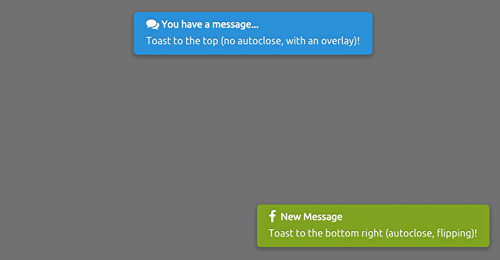 You have a message...
Toast to the top (no autoclose, with an overlay)!
New Message
Toast to the bottom right (autoclose, flipping)!